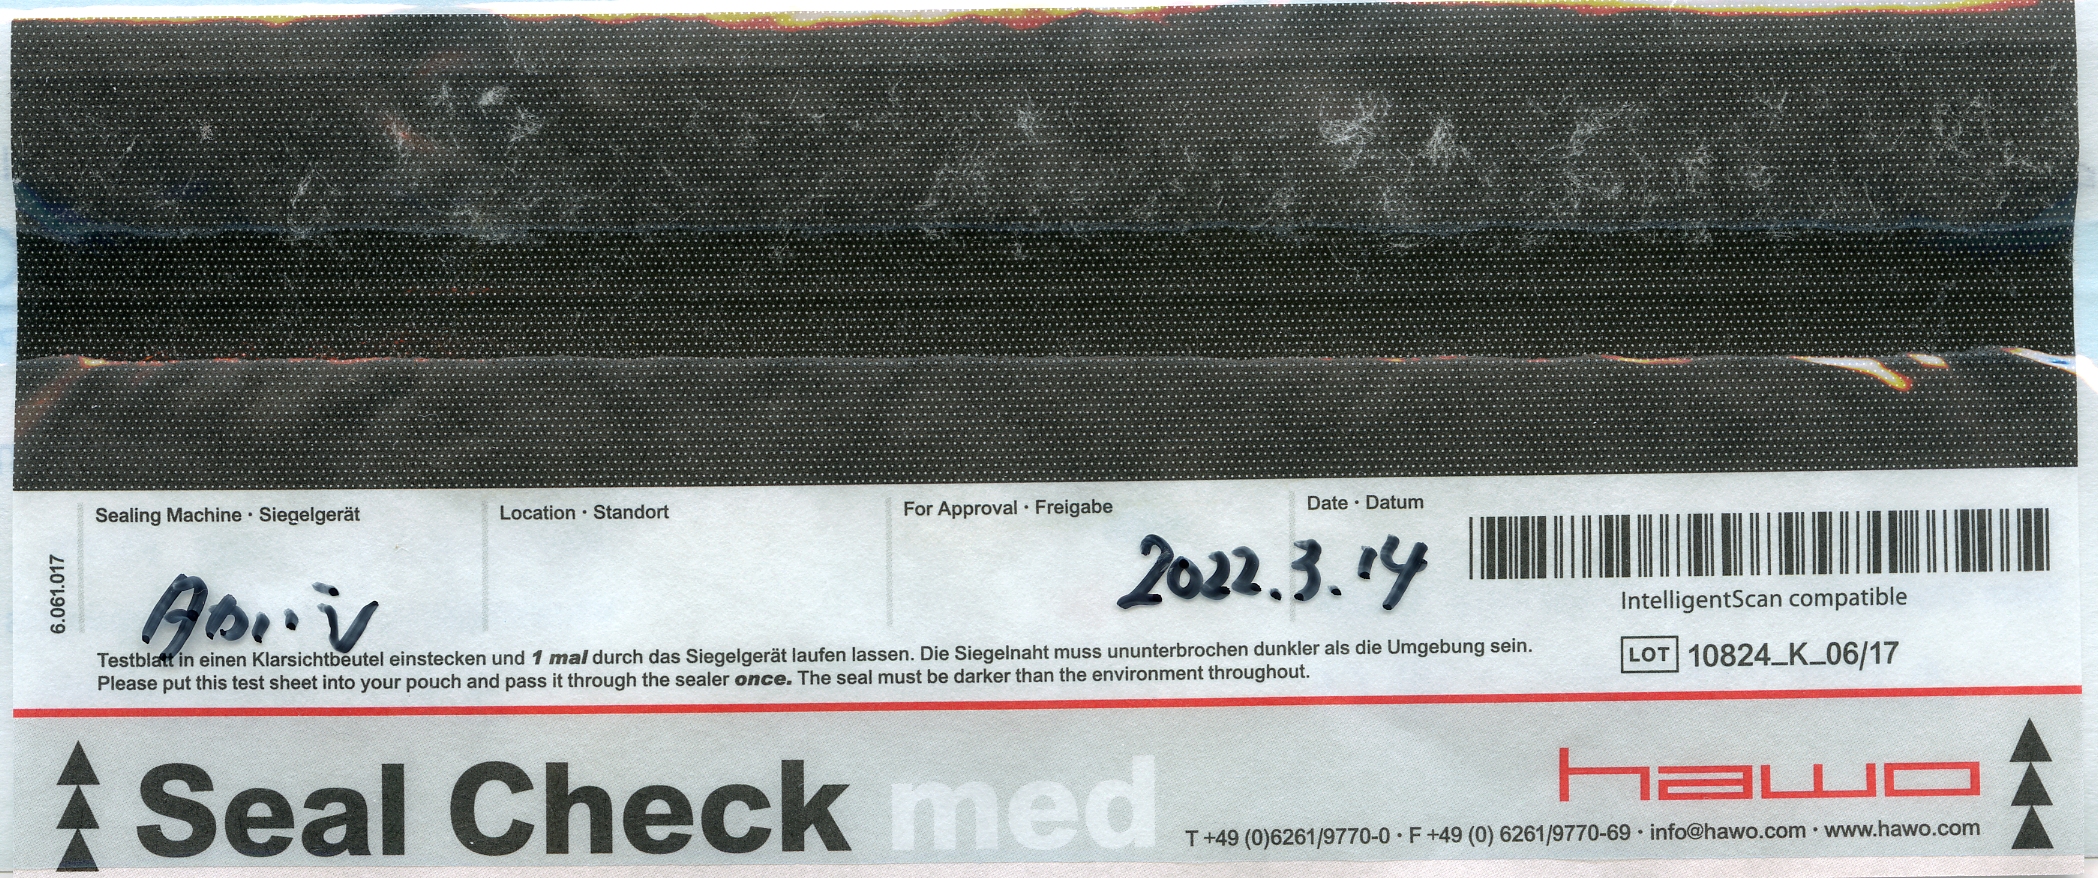 Sealing Machine · Siegelgerät
Location · Standort
For Approval · Freigabe
Date · Datum
6.061.017
2022.3.14
IntelligentScan compatible
Testblatt in einen Klarsichtbeutel einstecken und 1 mal durch das Siegelgerät laufen lassen. Die Siegelnaht muss ununterbrochen dunkler als die Umgebung sein.
Please put this test sheet into your pouch and pass it through the sealer once. The seal must be darker than the environment throughout.
LOT 10824_K_06/17
Seal Check med
hawo
T +49 (0)6261/9770-0 · F +49 (0) 6261/9770-69 · info@hawo.com · www.hawo.com